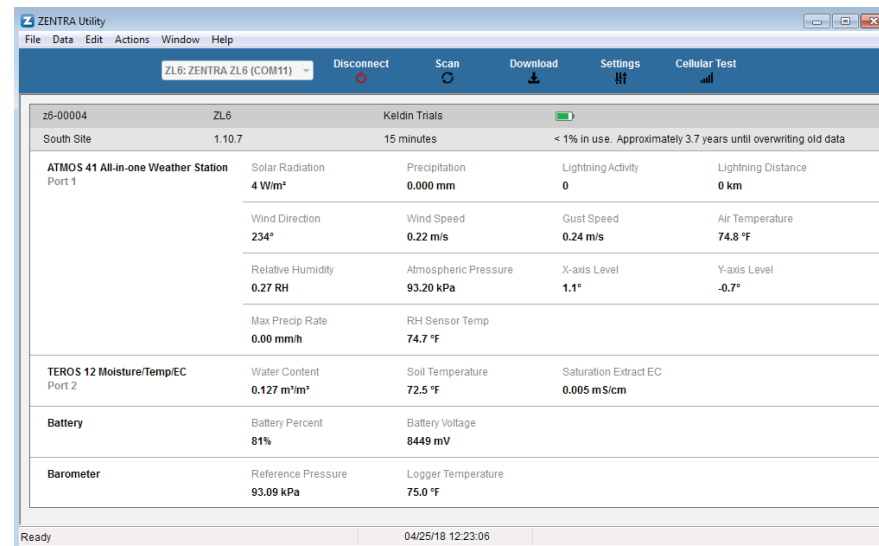 Z ZENTRA Utility
File Data Edit Actions Window Help
ZL6: ZENTRA ZL6 (COM11) Disconnect Scan Download Settings Cellular Test
z6-00004 ZL6 Keldin Trials
South Site 1.10.7 15 minutes < 1% in use. Approximately 3.7 years until overwriting old data
ATMOS 41 All-in-one Weather Station Solar Radiation Precipitation Lightning Activity Lightning Distance
Port 1 4 W/m² 0.000 mm 0 0 km
Wind Direction Wind Speed Gust Speed Air Temperature
234° 0.22 m/s 0.24 m/s 74.8 °F
Relative Humidity Atmospheric Pressure X-axis Level Y-axis Level
0.27 RH 93.20 kPa 1.1° -0.7°
Max Precip Rate RH Sensor Temp
0.00 mm/h 74.7 °F
TEROS 12 Moisture/Temp/EC Water Content Soil Temperature Saturation Extract EC
Port 2 0.127 m³/m³ 72.5 °F 0.005 mS/cm
Battery Battery Percent Battery Voltage
81% 8449 mV
Barometer Reference Pressure Logger Temperature
93.09 kPa 75.0 °F
Ready 04/25/18 12:23:06